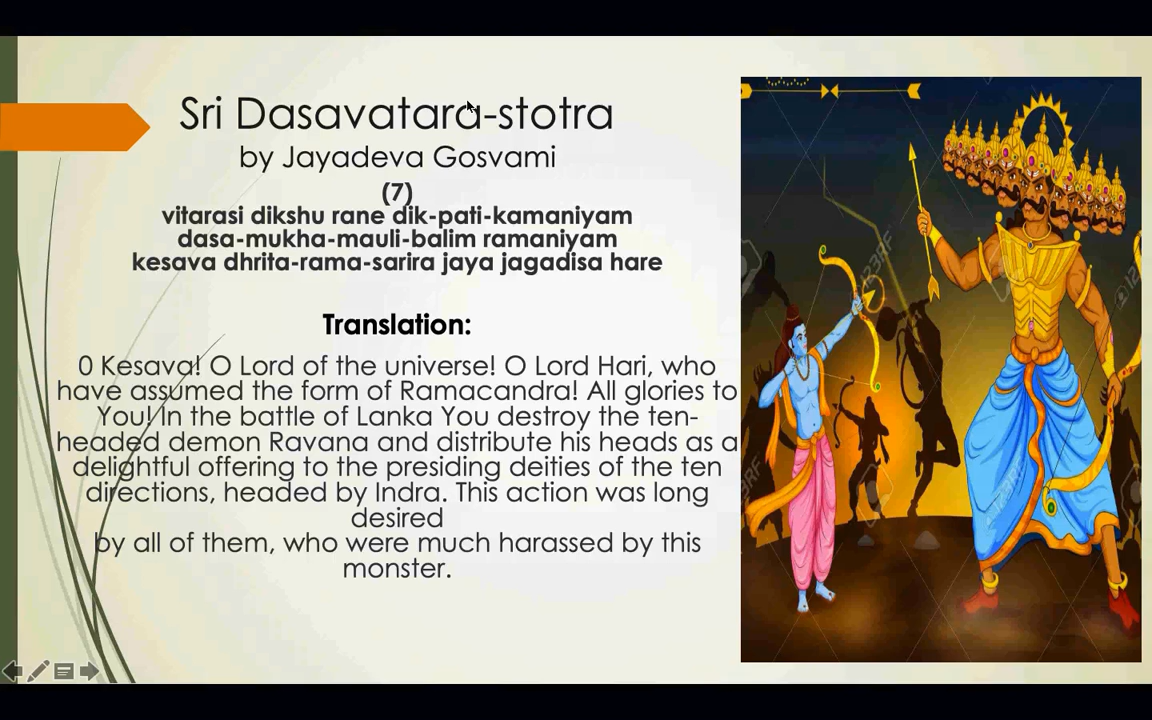 Sri Dasavatara-stotra
by Jayadeva Gosvami
(7)
vitarasi dikshu rane dik-pati-kamaniyam
dasa-mukha-mauli-balim ramaniyam
kesava dhrita-rama-sarira jaya jagadisa hare
Translation:
0 Kesava! O Lord of the universe! O Lord Hari, who
have assumed the form of Ramacandra! All glories to
You! In the battle of Lanka You destroy the ten-
headed demon Ravana and distribute his heads as a
delightful offering to the presiding deities of the ten
directions, headed by Indra. This action was long
desired
by all of them, who were much harassed by this
monster.
123RF
123RF